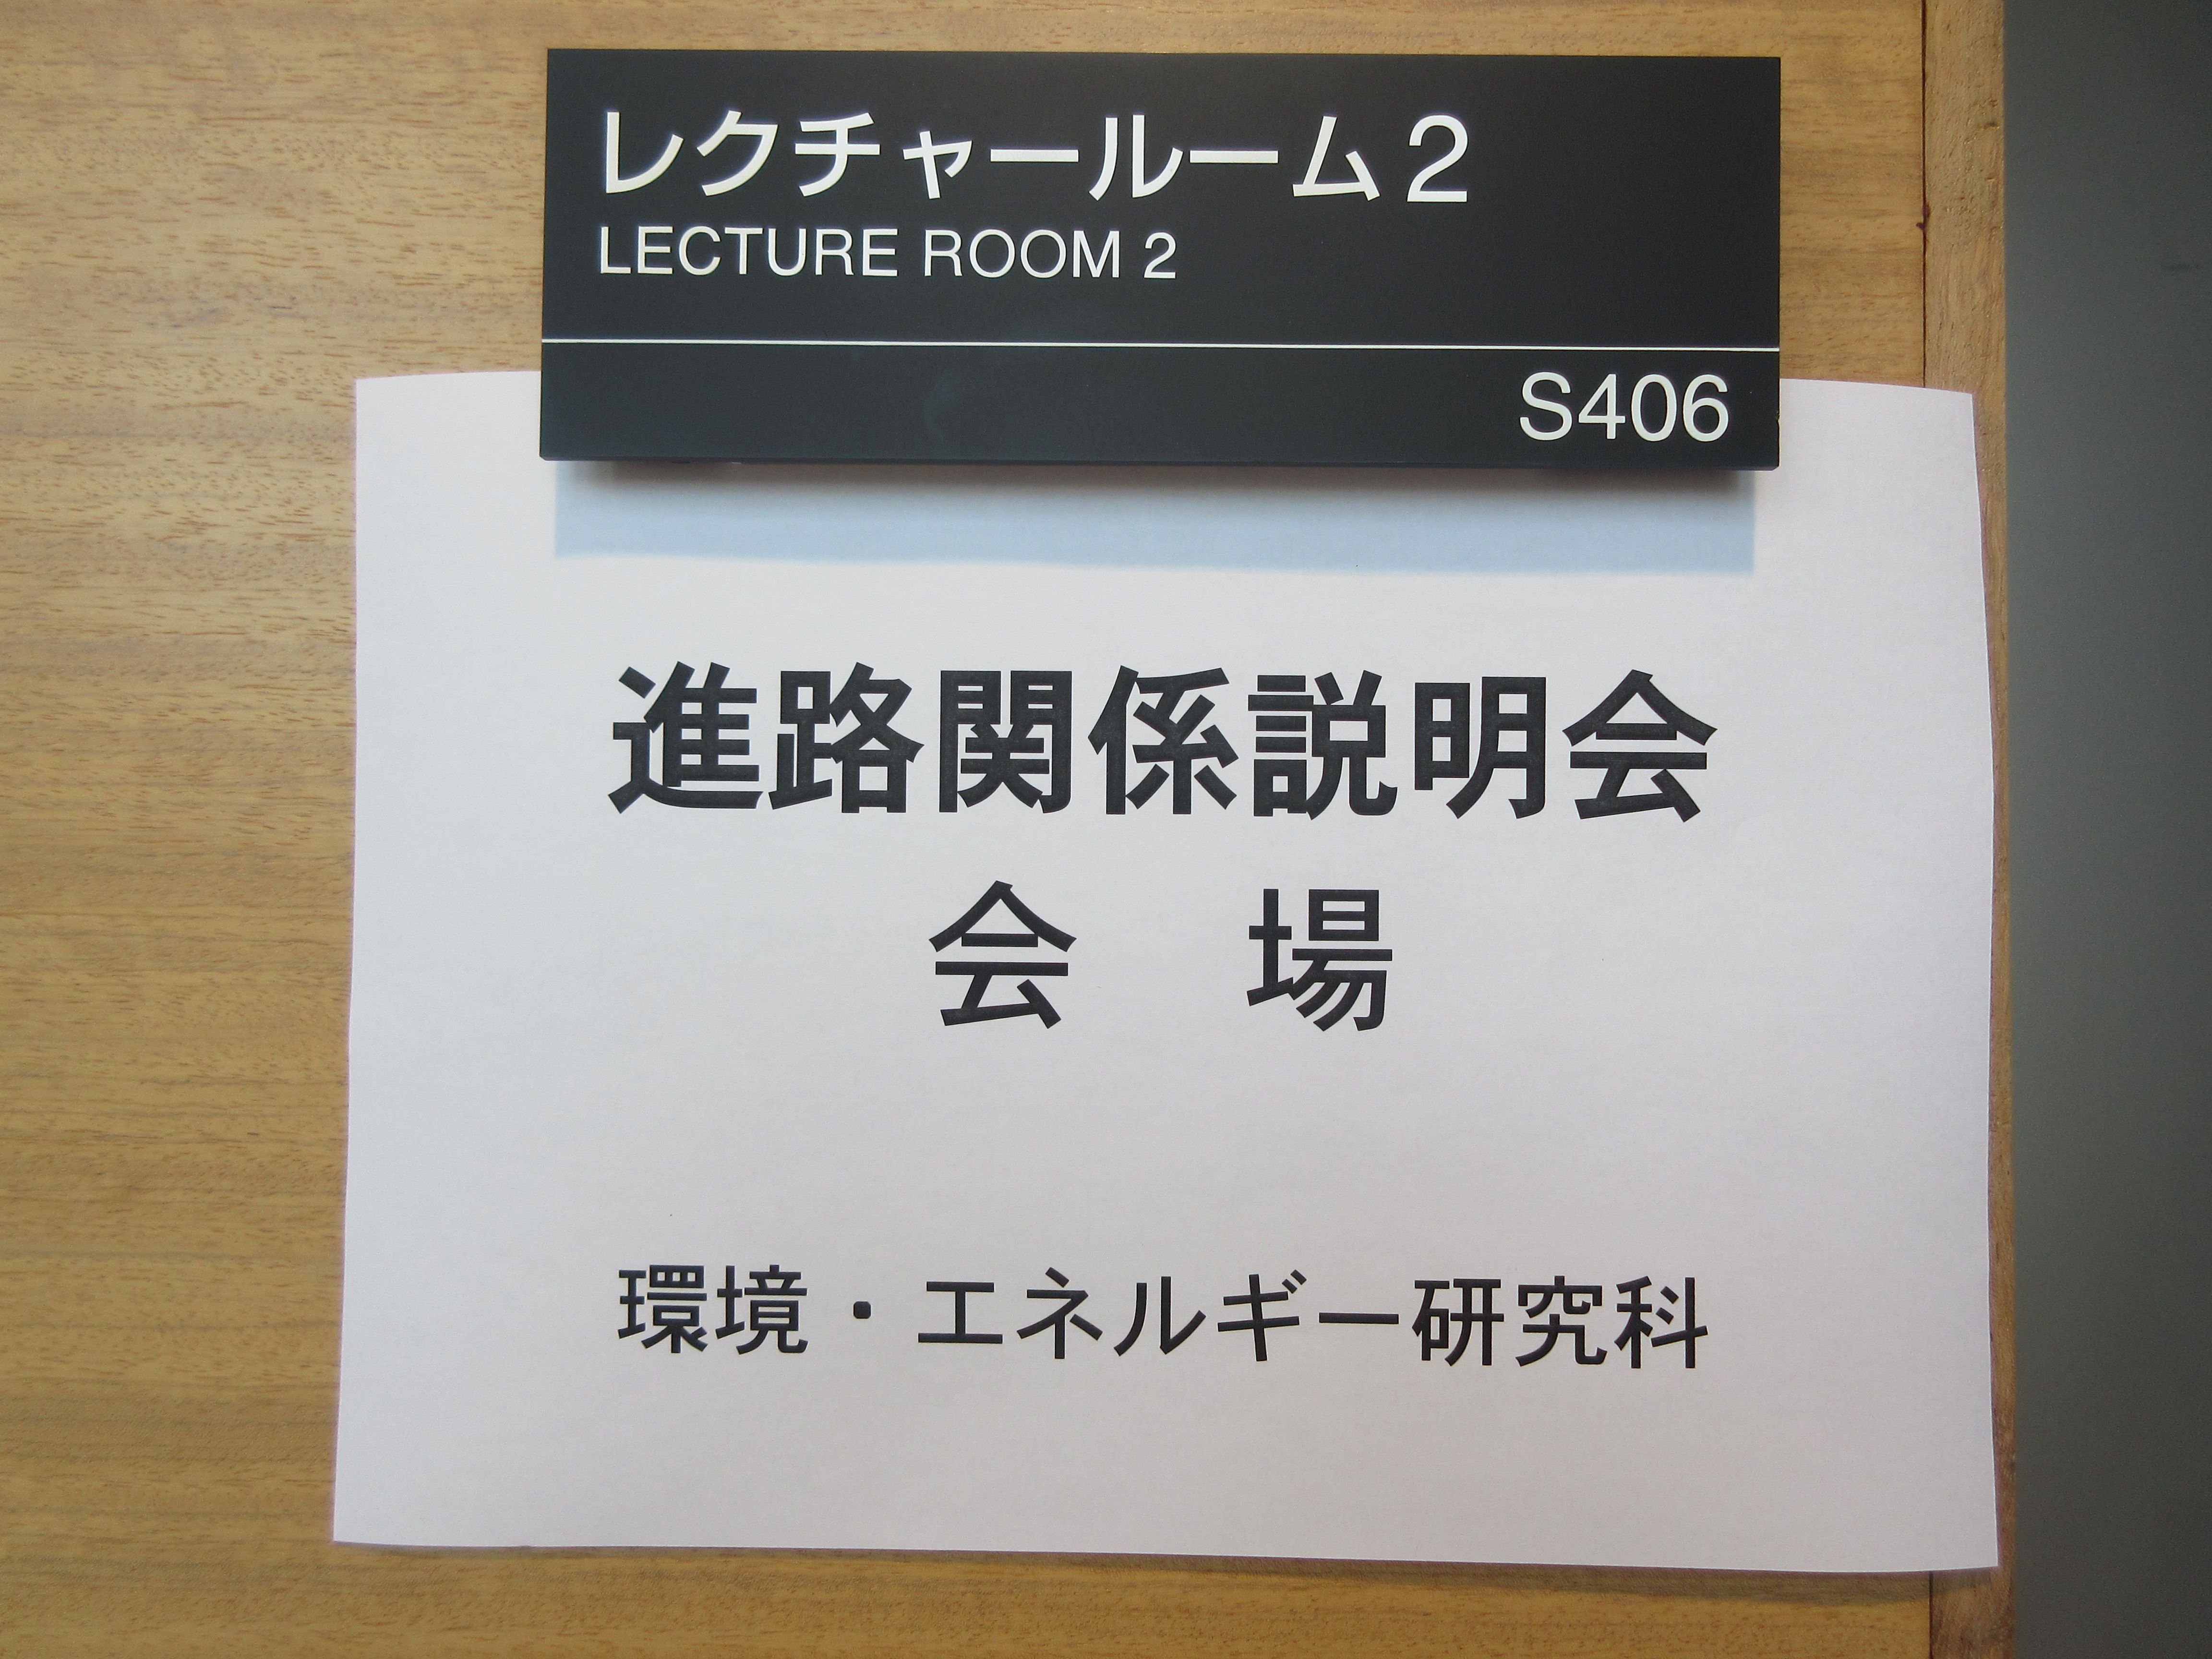 レクチャールーム2
LECTURE ROOM 2
S406
進路関係説明会
会　場
環境・エネルギー研究科